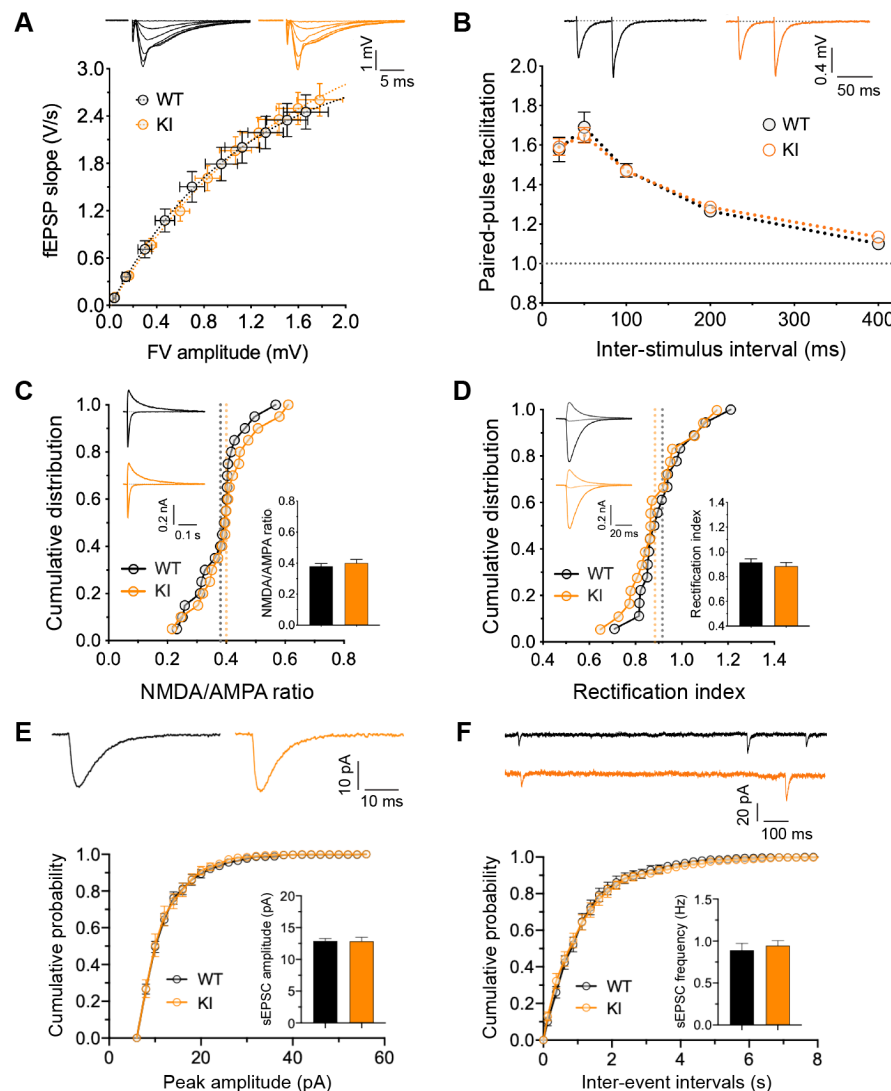 A
1 mV
5 ms
WT
KI
fEPSP slope (V/s)
3.0
2.4
1.8
1.2
0.6
0.0
0.0 0.4 0.8 1.2 1.6 2.0
FV amplitude (mV)
B
0.4 mV
50 ms
WT
KI
Paired-pulse facilitation
2.0
1.8
1.6
1.4
1.2
1.0
0.8
0 100 200 300 400
Inter-stimulus interval (ms)
C
Cumulative distribution
1.0
0.8
0.6
0.4
0.2
0.0
0.2 nA
0.1 s
WT
KI
NMDA/AMPA ratio
0.8
0.6
0.4
0.2
0.0
0.0 0.2 0.4 0.6 0.8
NMDA/AMPA ratio
D
Cumulative distribution
1.0
0.8
0.6
0.4
0.2
0.0
0.2 nA
20 ms
WT
KI
Rectification index
1.4
1.2
1.0
0.8
0.6
0.4
0.4 0.6 0.8 1.0 1.2 1.4
Rectification index
E
10 pA
10 ms
Cumulative probability
1.0
0.8
0.6
0.4
0.2
0.0
WT
KI
sEPSC amplitude (pA)
20
15
10
5
0
0 20 40 60
Peak amplitude (pA)
F
20 pA
100 ms
Cumulative probability
1.0
0.8
0.6
0.4
0.2
0.0
WT
KI
sEPSC frequency (Hz)
1.5
1.0
0.5
0.0
0 2 4 6 8
Inter-event intervals (s)